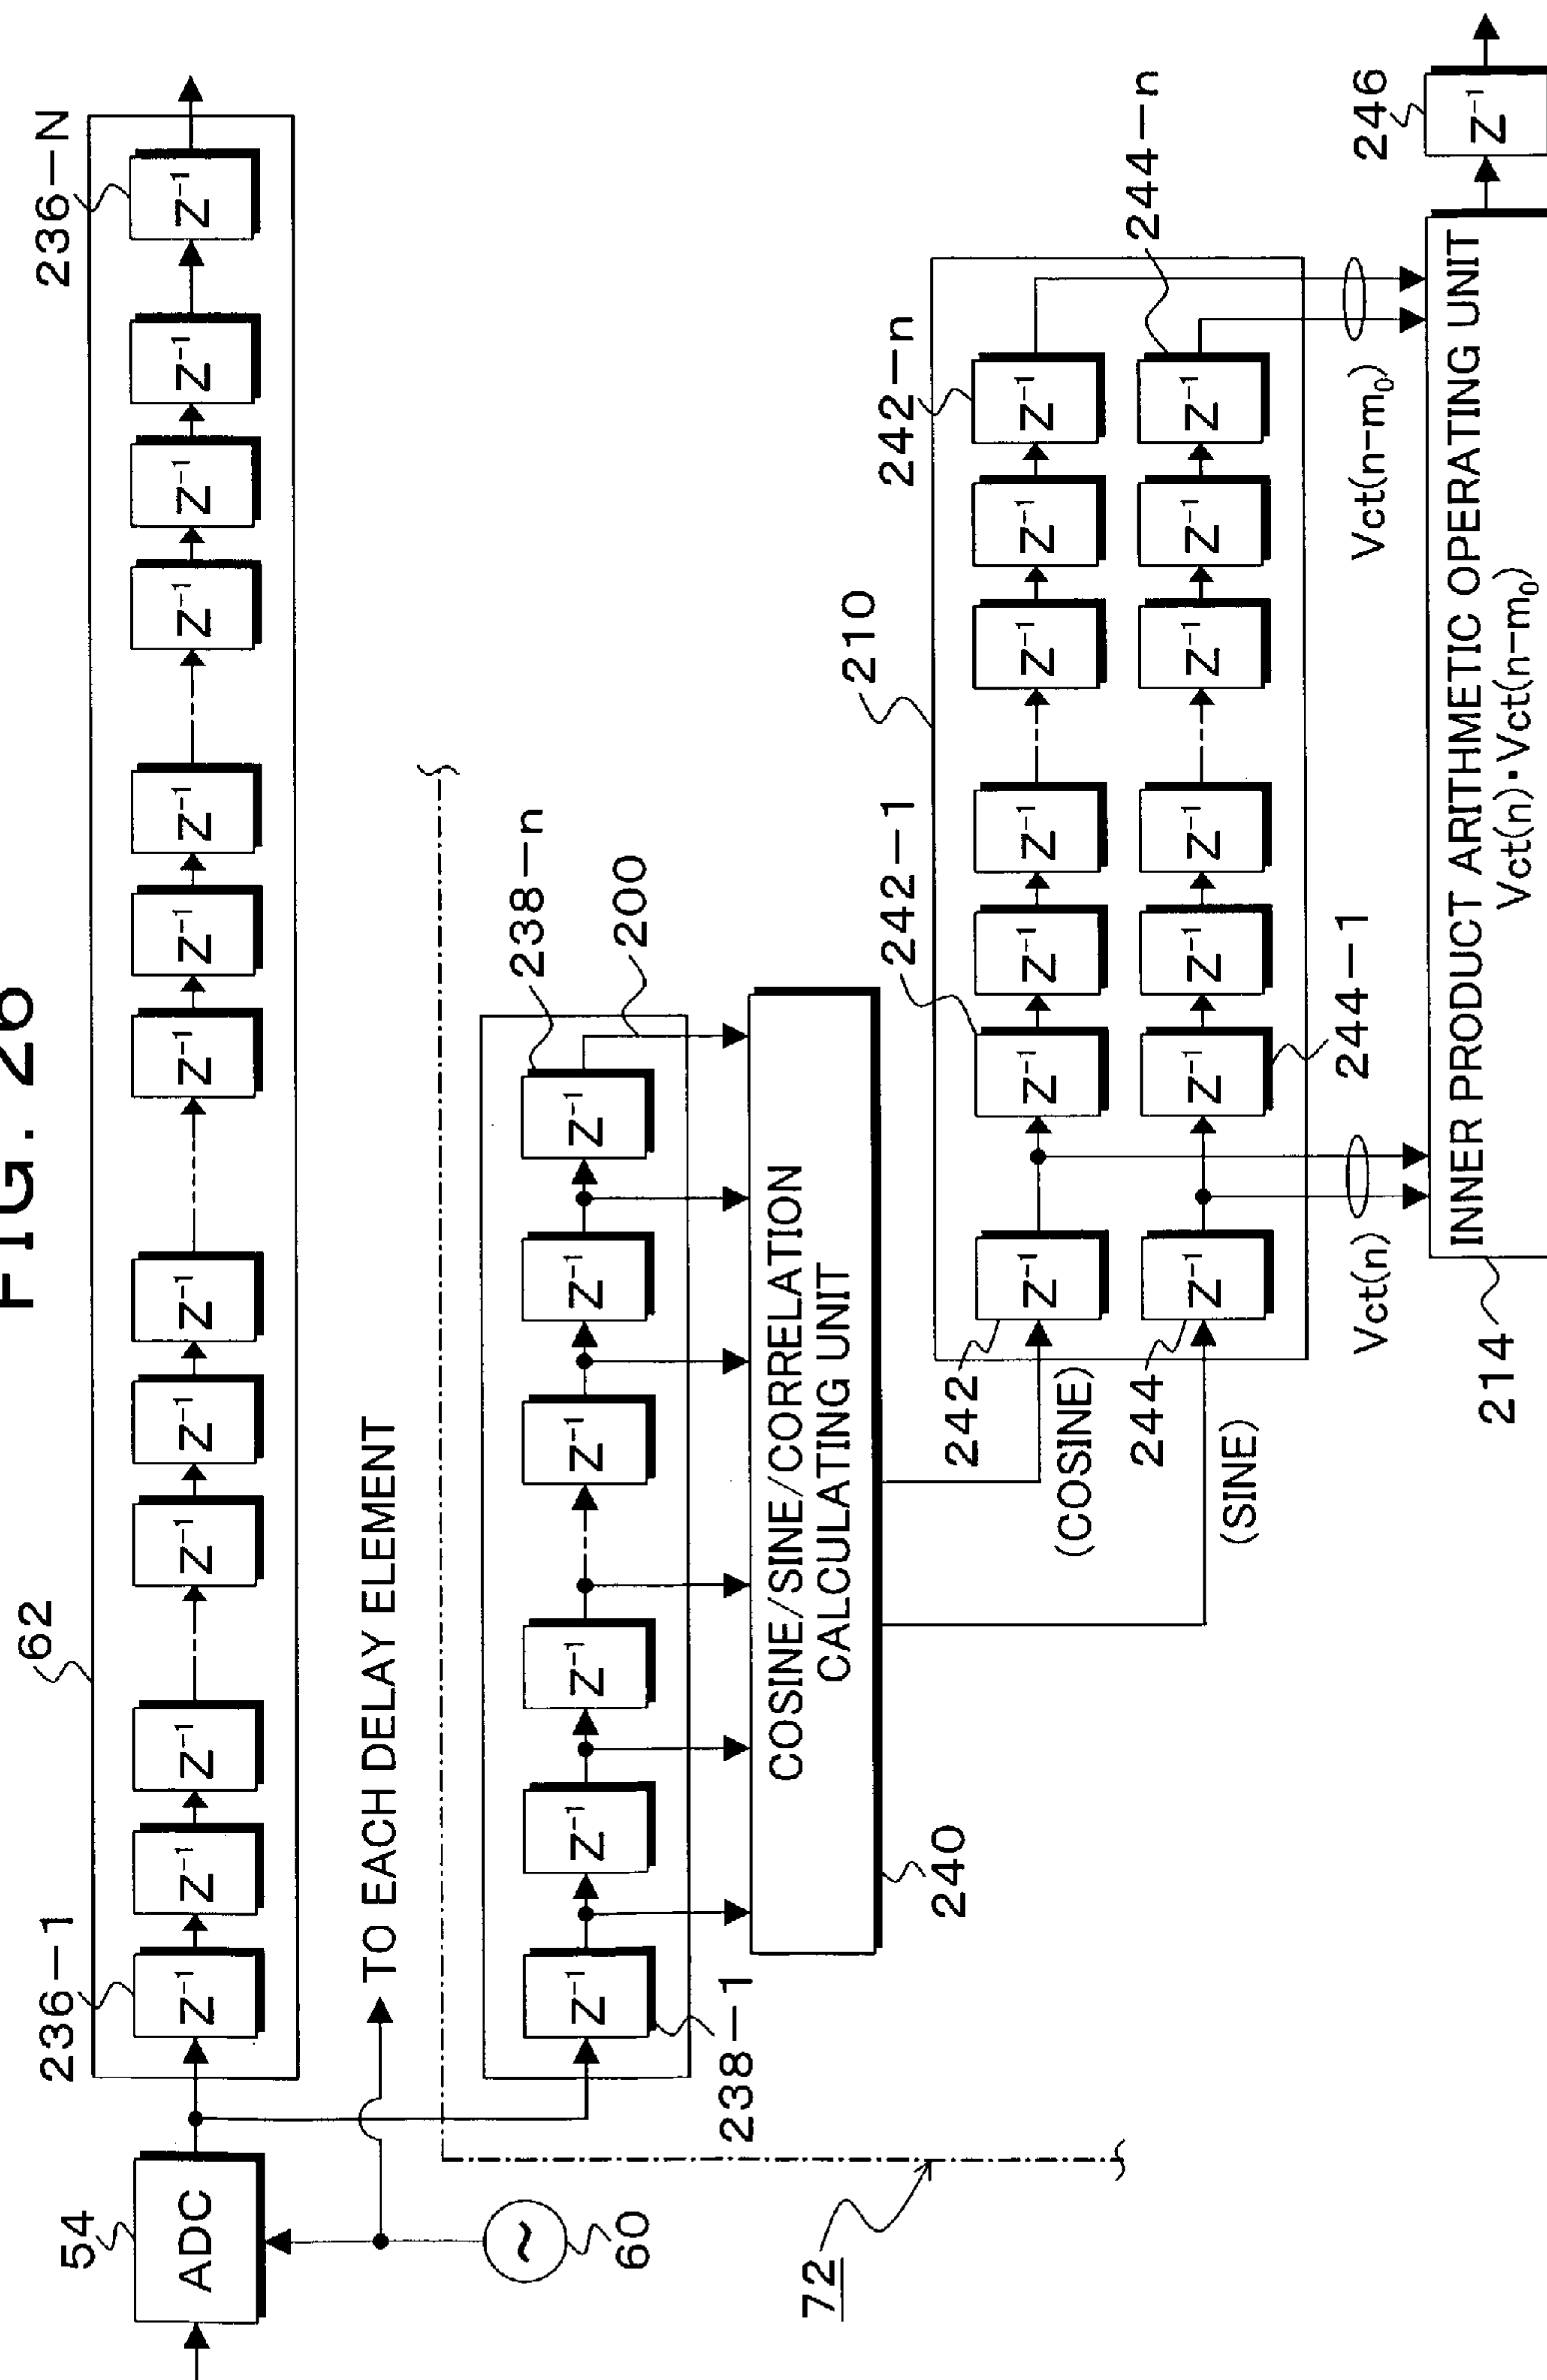 FIG. 26
62
236-1
236-N
54
ADC
Z⁻¹ Z⁻¹ Z⁻¹ Z⁻¹ Z⁻¹ Z⁻¹ Z⁻¹ Z⁻¹ Z⁻¹ Z⁻¹ Z⁻¹ Z⁻¹ Z⁻¹
TO EACH DELAY ELEMENT
60
238-n
200
Z⁻¹ Z⁻¹ Z⁻¹ Z⁻¹ Z⁻¹ Z⁻¹
238-1
72
COSINE/SINE/CORRELATION
CALCULATING UNIT
240
210
242-1
242-n
242
Z⁻¹ Z⁻¹ Z⁻¹ Z⁻¹ Z⁻¹ Z⁻¹ Z⁻¹
(COSINE)
244-n
244
Z⁻¹ Z⁻¹ Z⁻¹ Z⁻¹ Z⁻¹ Z⁻¹ Z⁻¹
(SINE)
244-1
Vct(n)
Vct(n-m₀)
246
214
INNER PRODUCT ARITHMETIC OPERATING UNIT
Vct(n)·Vct(n-m₀)
Z⁻¹